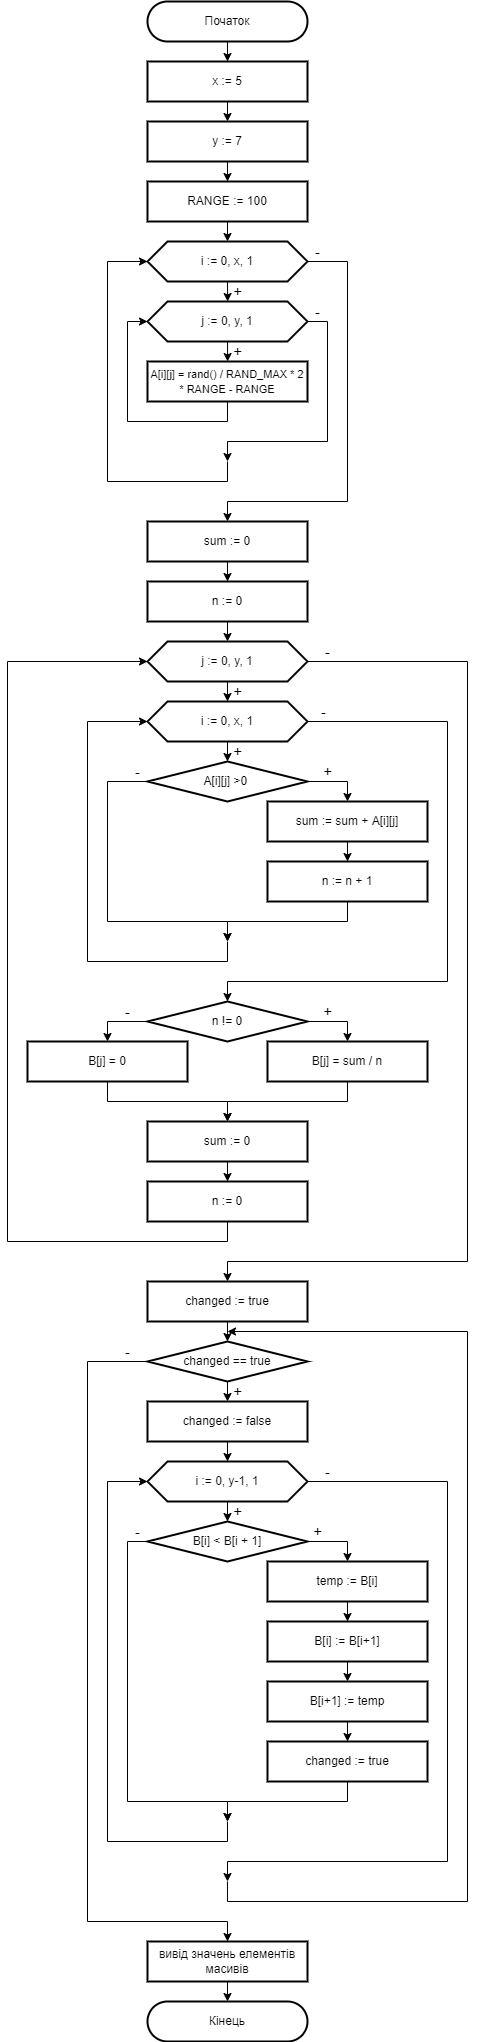 Початок
x := 5
y := 7
RANGE := 100
i := 0, x, 1
-
+
j := 0, y, 1
-
+
A[i][j] = rand() / RAND_MAX * 2
* RANGE - RANGE
sum := 0
n := 0
j := 0, y, 1
-
+
i := 0, x, 1
-
+
A[i][j] >0
-
+
sum := sum + A[i][j]
n := n + 1
n != 0
-
+
B[j] = 0
B[j] = sum / n
sum := 0
n := 0
changed := true
changed == true
-
+
changed := false
i := 0, y-1, 1
-
+
B[i] < B[i + 1]
-
+
temp := B[i]
B[i] := B[i+1]
B[i+1] := temp
changed := true
вивід значень елементів
масивів
Кінець